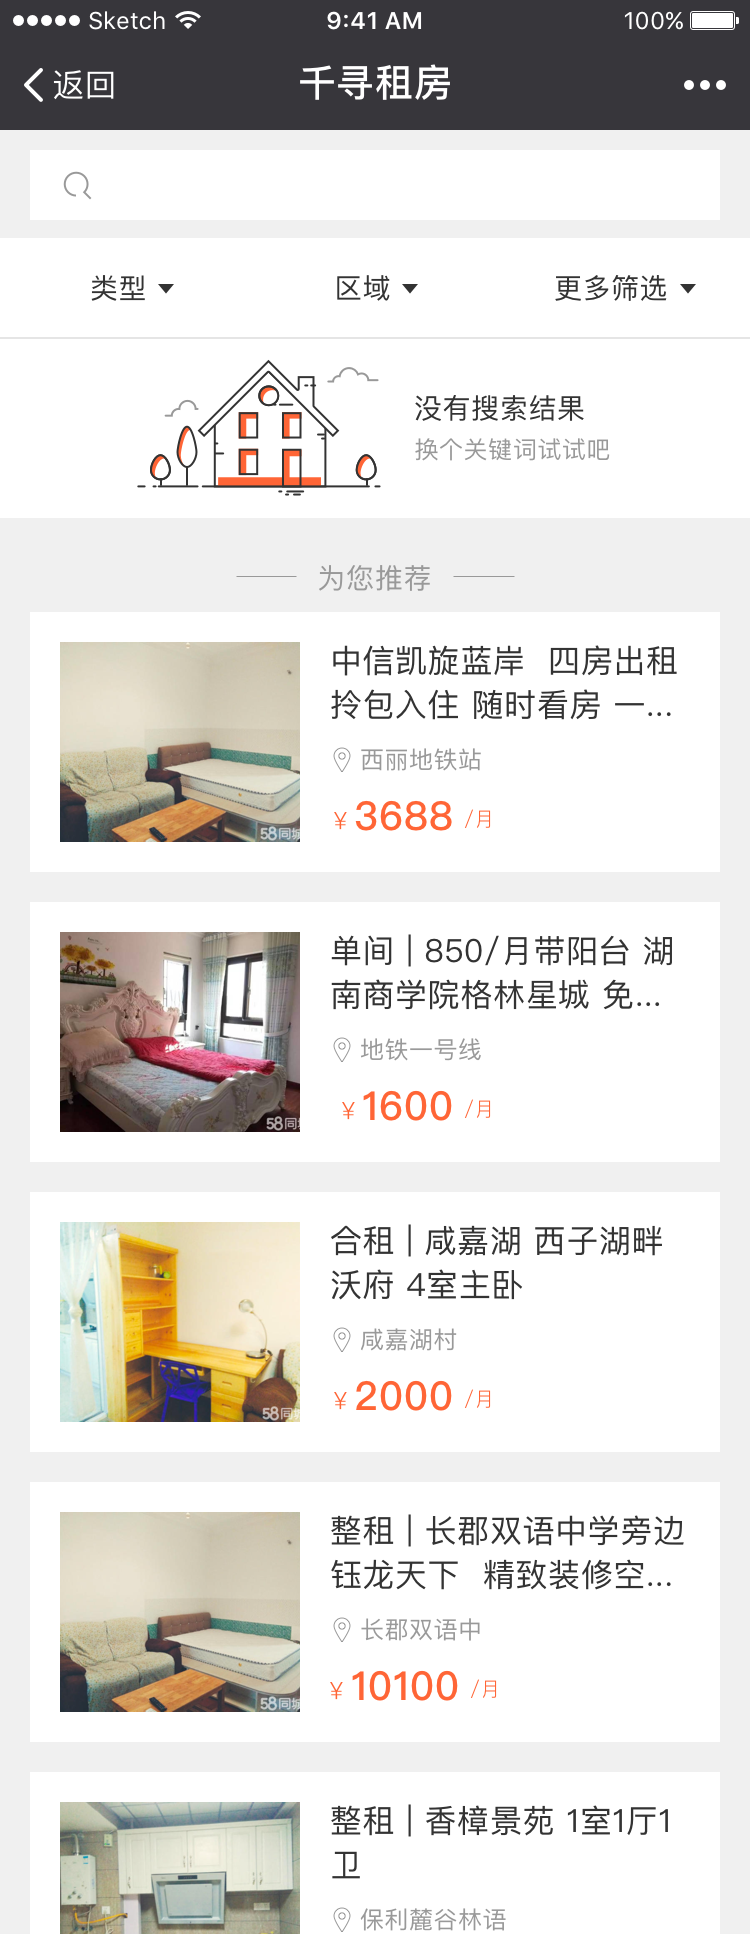 Sketch 9:41 AM 100%
返回 千寻租房
类型 区域 更多筛选
没有搜索结果
换个关键词试试吧
为您推荐
中信凯旋蓝岸 四房出租
拎包入住 随时看房 一...
西丽地铁站
¥ 3688 /月
58同城
单间 | 850/月带阳台 湖
南商学院格林星城 免...
地铁一号线
¥ 1600 /月
58同城
合租 | 咸嘉湖 西子湖畔
沃府 4室主卧
咸嘉湖村
¥ 2000 /月
58同城
整租 | 长郡双语中学旁边
钰龙天下 精致装修空...
长郡双语中
¥ 10100 /月
58同城
整租 | 香樟景苑 1室1厅1
卫
保利麓谷林语